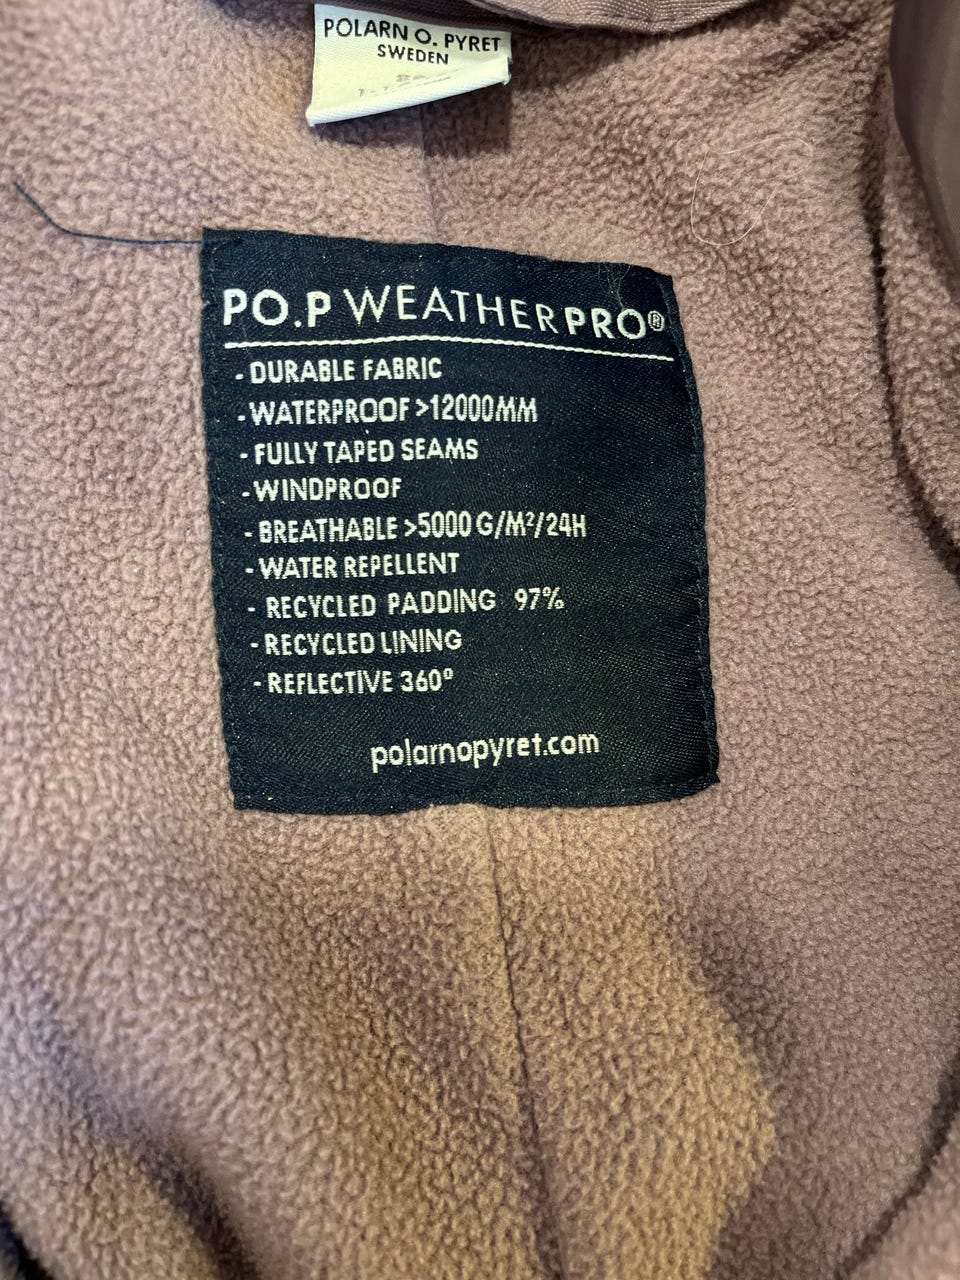 POLARN O. PYRET
SWEDEN
PO.P WEATHERPRO®
- DURABLE FABRIC
- WATERPROOF >12000MM
- FULLY TAPED SEAMS
- WINDPROOF
- BREATHABLE >5000 G/M²/24H
- WATER REPELLENT
- RECYCLED PADDING 97%
- RECYCLED LINING
- REFLECTIVE 360°
polarnopyret.com